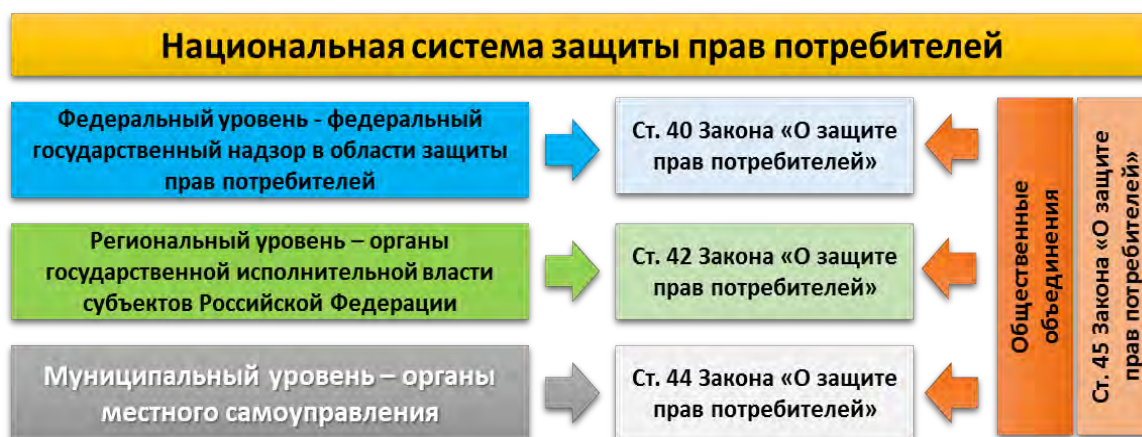 Национальная система защиты прав потребителей
Федеральный уровень - федеральный
государственный надзор в области защиты
прав потребителей
Ст. 40 Закона «О защите
прав потребителей»
Региональный уровень – органы
государственной исполнительной власти
субъектов Российской Федерации
Ст. 42 Закона «О защите
прав потребителей»
Муниципальный уровень – органы
местного самоуправления
Ст. 44 Закона «О защите
прав потребителей»
Общественные
объединения
Ст. 45 Закона «О защите
прав потребителей»